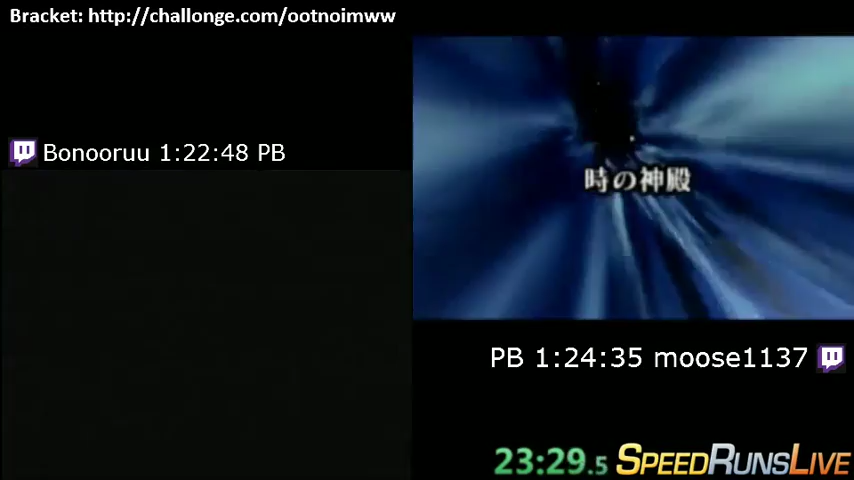 Bracket: http://challonge.com/ootnoimww
Bonooruu 1:22:48 PB
時の神殿
PB 1:24:35 moose1137
23:29.5 SPEEDRUNSLIVE